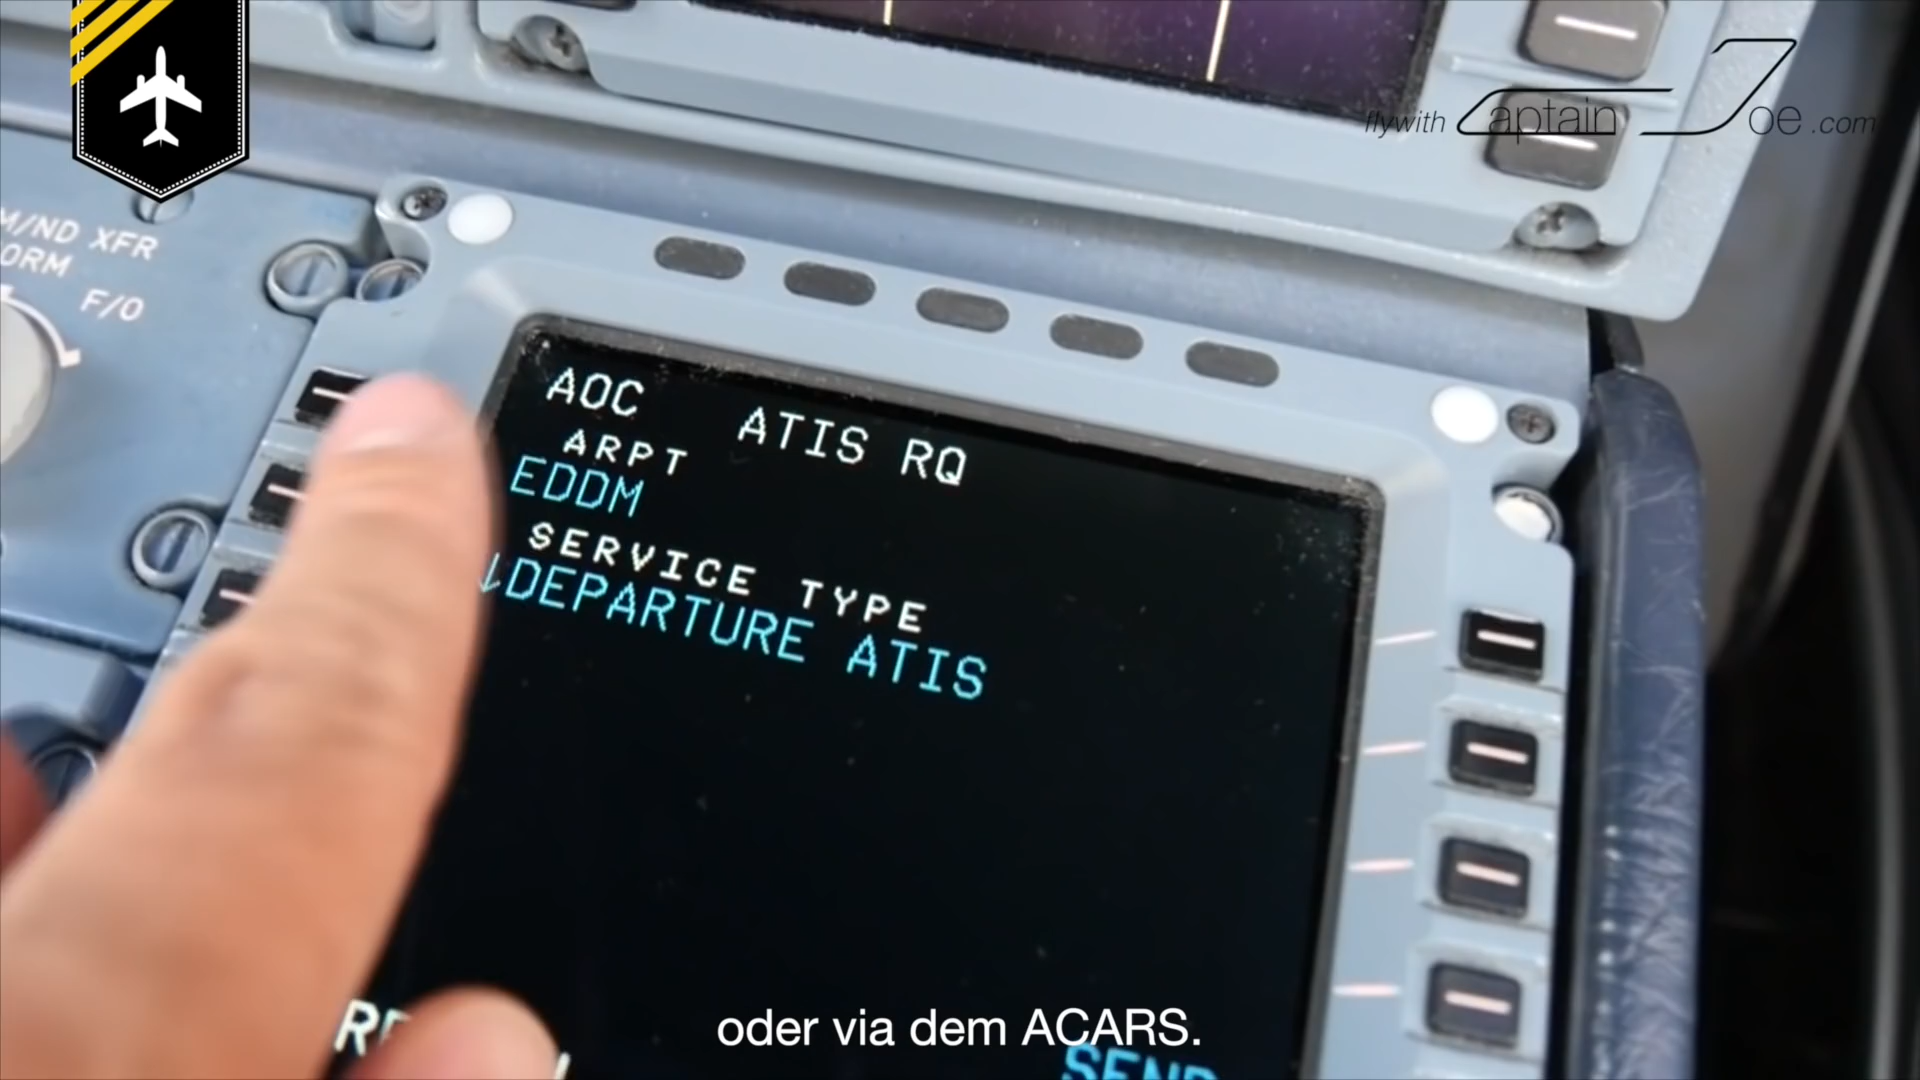 flywith Captain Joe.com
M/ND XFR
ORM
F/O
AOC
ATIS RQ
ARPT
EDDM
SERVICE TYPE
↓DEPARTURE ATIS
oder via dem ACARS.
SEND